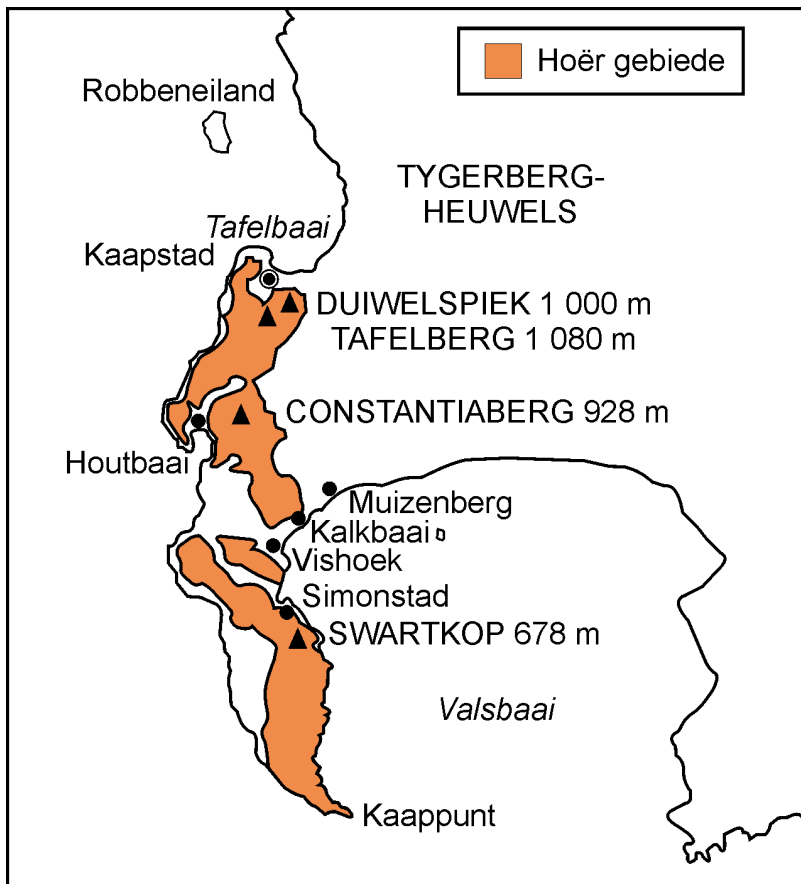 Hoër gebiede
Robbeneiland
TYGERBERG-
HEUWELS
Tafelbaai
Kaapstad
DUIWELSPIEK 1 000 m
TAFELBERG 1 080 m
CONSTANTIABERG 928 m
Houtbaai
Muizenberg
Kalkbaai
Vishoek
Simonstad
SWARTKOP 678 m
Valsbaai
Kaappunt